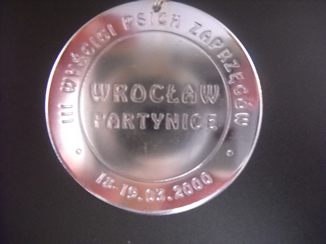 III WYŚCIGI PSICH ZAPRZĘGÓW
WROCŁAW
PARTYNICE
18-19.03.2000